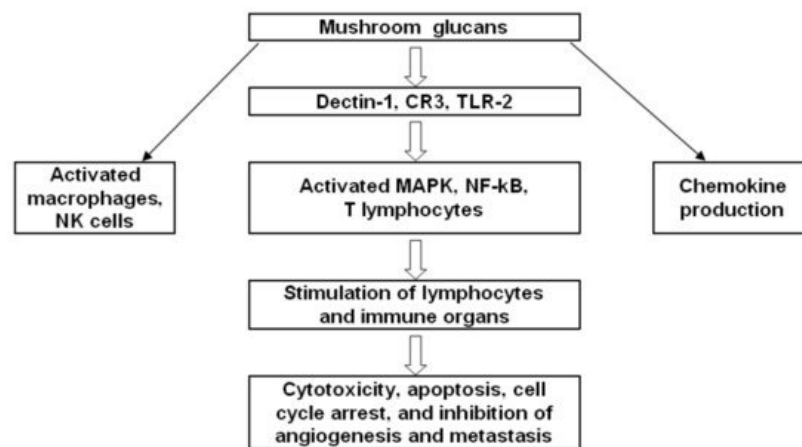 Mushroom glucans
Dectin-1, CR3, TLR-2
Activated
macrophages,
NK cells
Activated MAPK, NF-kB,
T lymphocytes
Chemokine
production
Stimulation of lymphocytes
and immune organs
Cytotoxicity, apoptosis, cell
cycle arrest, and inhibition of
angiogenesis and metastasis